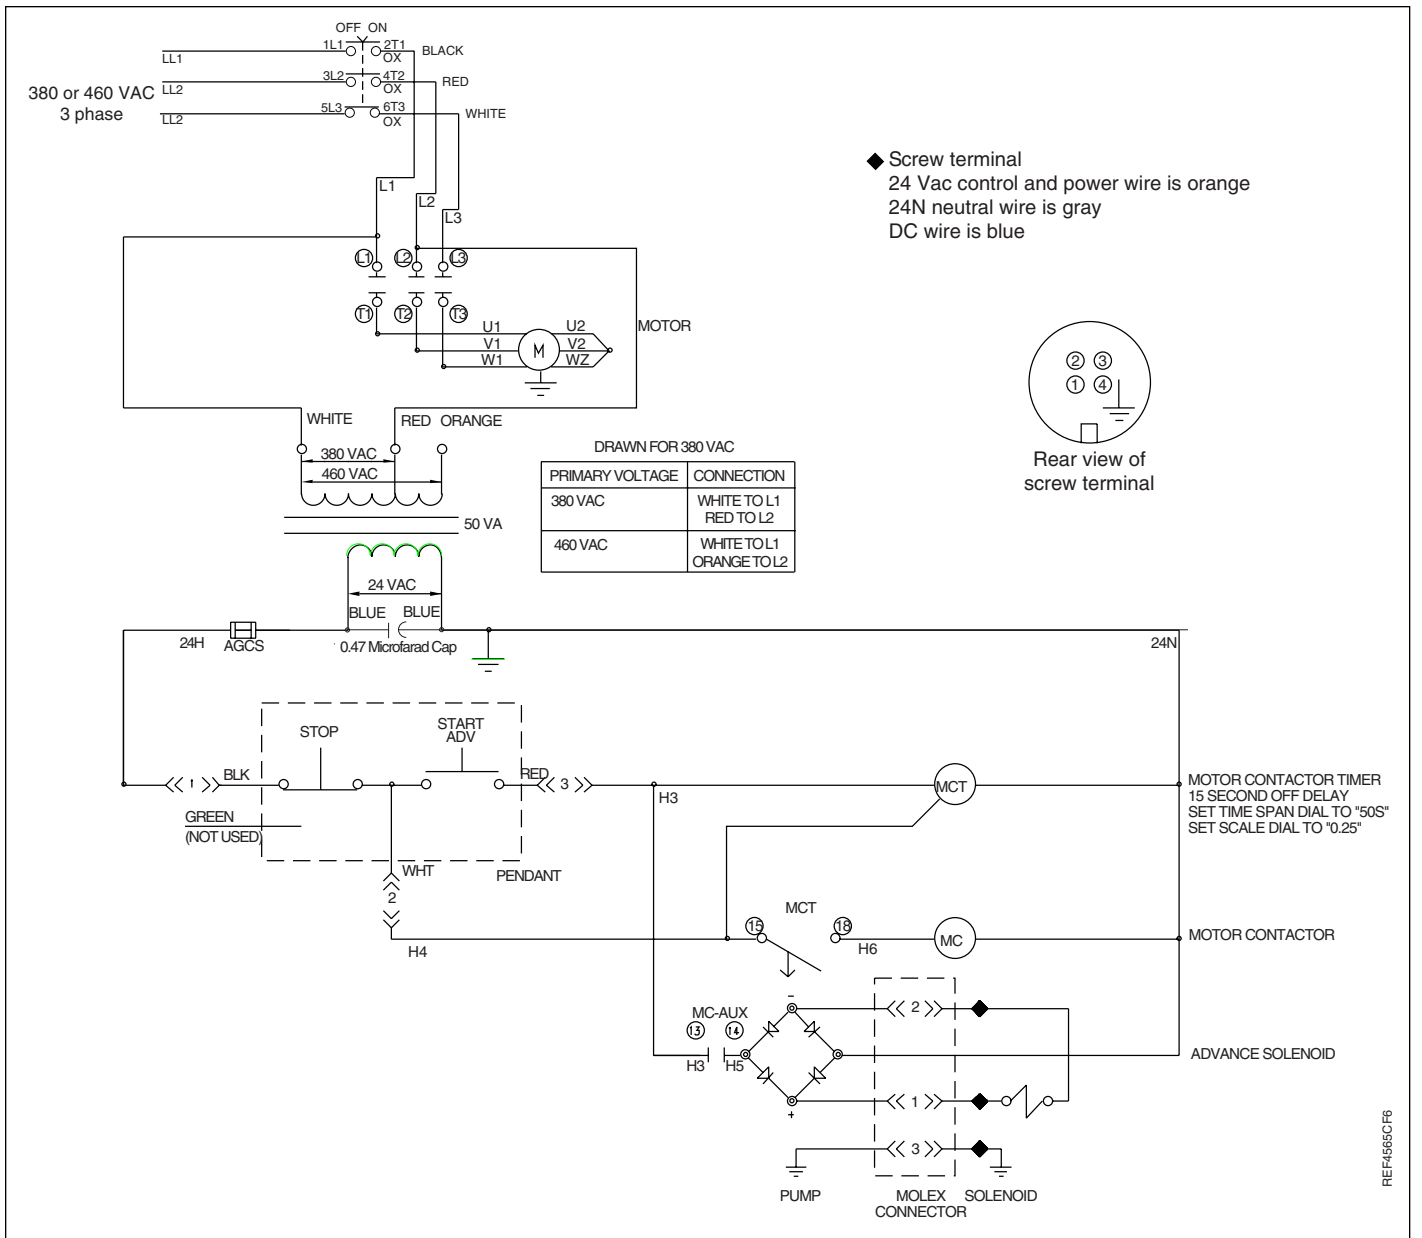 OFF ON
1L1
2T1
OX
BLACK
LL1
3L2
4T2
OX
RED
LL2
5L3
6T3
OX
WHITE
LL2
380 or 460 VAC
3 phase
◆ Screw terminal
24 Vac control and power wire is orange
24N neutral wire is gray
DC wire is blue
L1
L2
L3
L1
L2
L3
T1
T2
T3
MOTOR
U1
U2
V1
V2
W1
WZ
M
2 3
1 4
Rear view of
screw terminal
WHITE
RED ORANGE
380 VAC
460 VAC
50 VA
DRAWN FOR 380 VAC
PRIMARY VOLTAGE CONNECTION
380 VAC WHITE TO L1
RED TO L2
460 VAC WHITE TO L1
ORANGE TO L2
24 VAC
BLUE BLUE
24H
AGCS
0.47 Microfarad Cap
24N
STOP
START
ADV
1
BLK
RED
3
H3
MCT
MOTOR CONTACTOR TIMER
15 SECOND OFF DELAY
SET TIME SPAN DIAL TO "50S"
SET SCALE DIAL TO "0.25"
GREEN
(NOT USED)
WHT
PENDANT
2
H4
MCT
15
18
H6
MC
MOTOR CONTACTOR
MC-AUX
13
14
H3
H5
-
+
2
ADVANCE SOLENOID
1
3
PUMP
MOLEX
CONNECTOR
SOLENOID
REF4565CF6